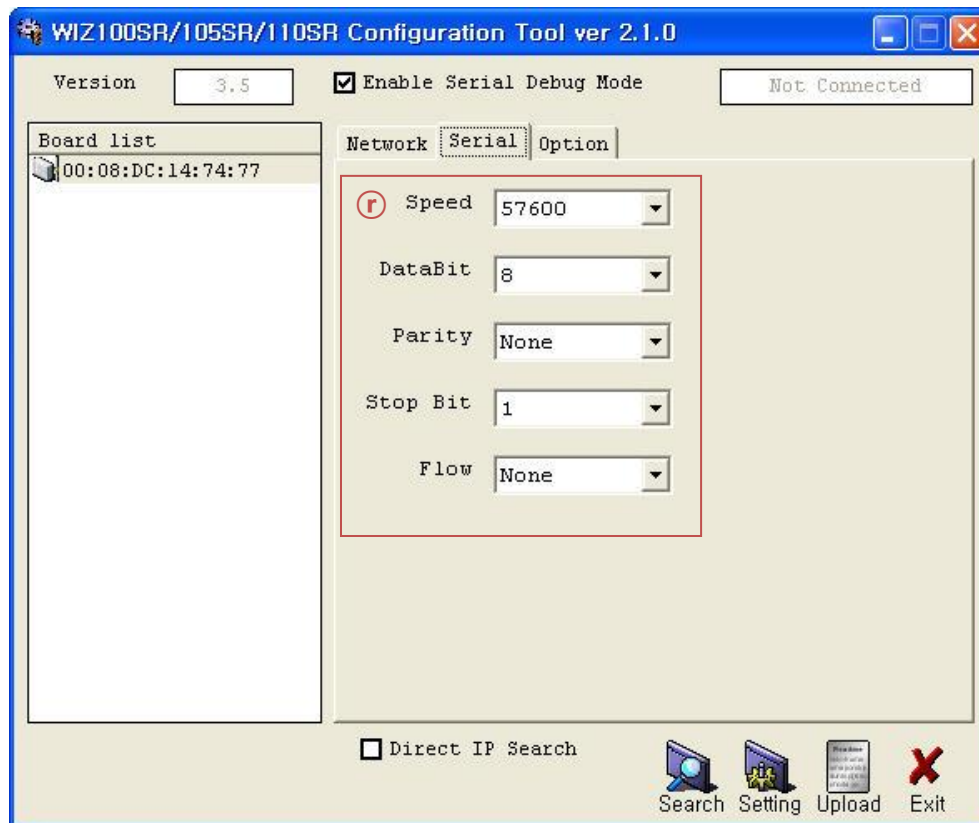 WIZ100SR/105SR/110SR Configuration Tool ver 2.1.0
Version 3.5 Enable Serial Debug Mode Not Connected
Board list
00:08:DC:14:74:77
Network Serial Option
ⓡ Speed 57600
DataBit 8
Parity None
Stop Bit 1
Flow None
Direct IP Search
Search Setting Upload Exit